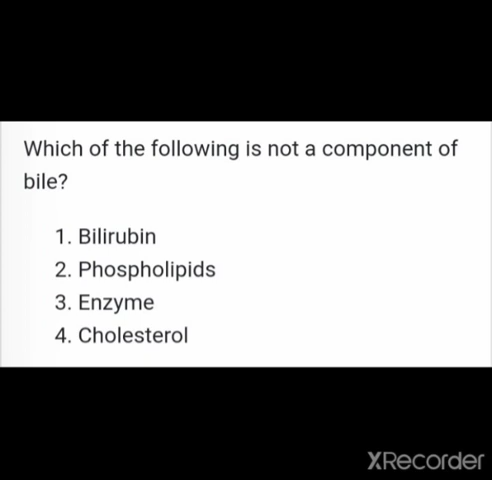 Which of the following is not a component of
bile?
1. Bilirubin
2. Phospholipids
3. Enzyme
4. Cholesterol
XRecorder